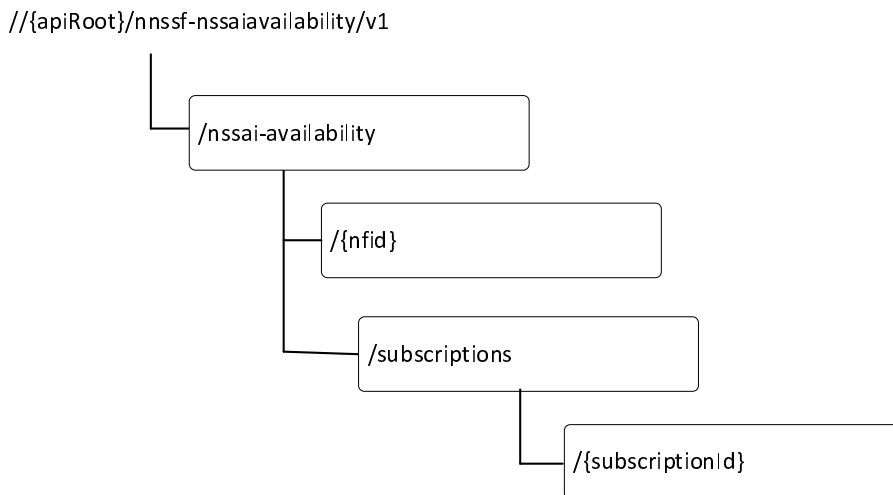 //{apiRoot}/nnssf-nssaiavailability/v1
/nssai-availability
/{nfid}
/subscriptions
/{subscriptionId}